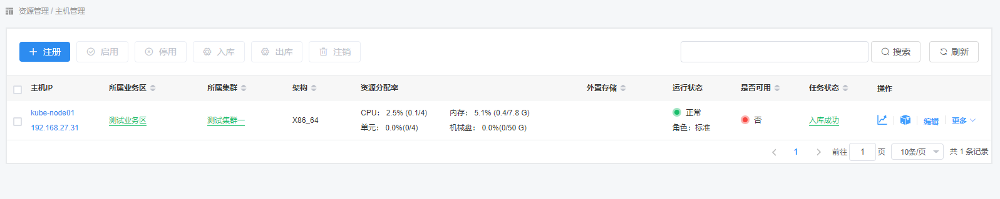 资源管理 / 主机管理
注册 启用 停用 入库 出库 注销 搜索 刷新
主机IP 所属业务区 所属集群 架构 资源分配率 外置存储 运行状态 是否可用 任务状态 操作
kube-node01 CPU： 2.5% (0.1/4) 内存： 5.1% (0.4/7.8 G) 正常
测试业务区 测试集群一 X86_64 否 入库成功 编辑 更多
192.168.27.31 单元： 0.0%(0/4) 机械盘： 0.0%(0/50 G) 角色：标准
1 前往 1 页 10条/页 共 1 条记录